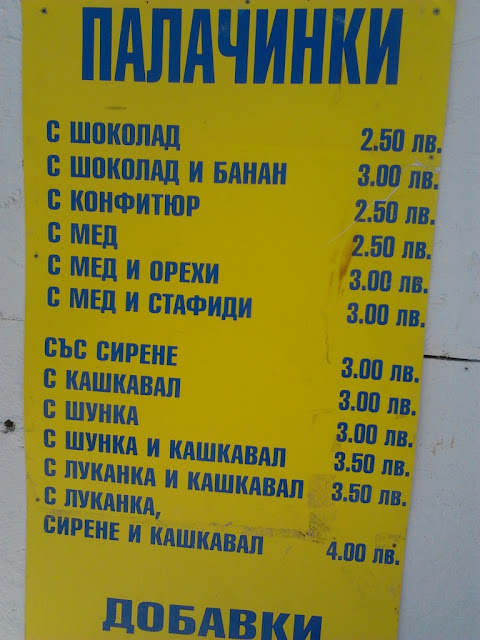 ПАЛАЧИНКИ
С ШОКОЛАД 2.50 лв.
С ШОКОЛАД И БАНАН 3.00 лв.
С КОНФИТЮР 2.50 лв.
С МЕД 2.50 лв.
С МЕД И ОРЕХИ 3.00 лв.
С МЕД И СТАФИДИ 3.00 лв.
СЪС СИРЕНЕ 3.00 лв.
С КАШКАВАЛ 3.00 лв.
С ШУНКА 3.00 лв.
С ШУНКА И КАШКАВАЛ 3.50 лв.
С ЛУКАНКА И КАШКАВАЛ 3.50 лв.
С ЛУКАНКА,
СИРЕНЕ И КАШКАВАЛ 4.00 лв.
ДОБАВКИ